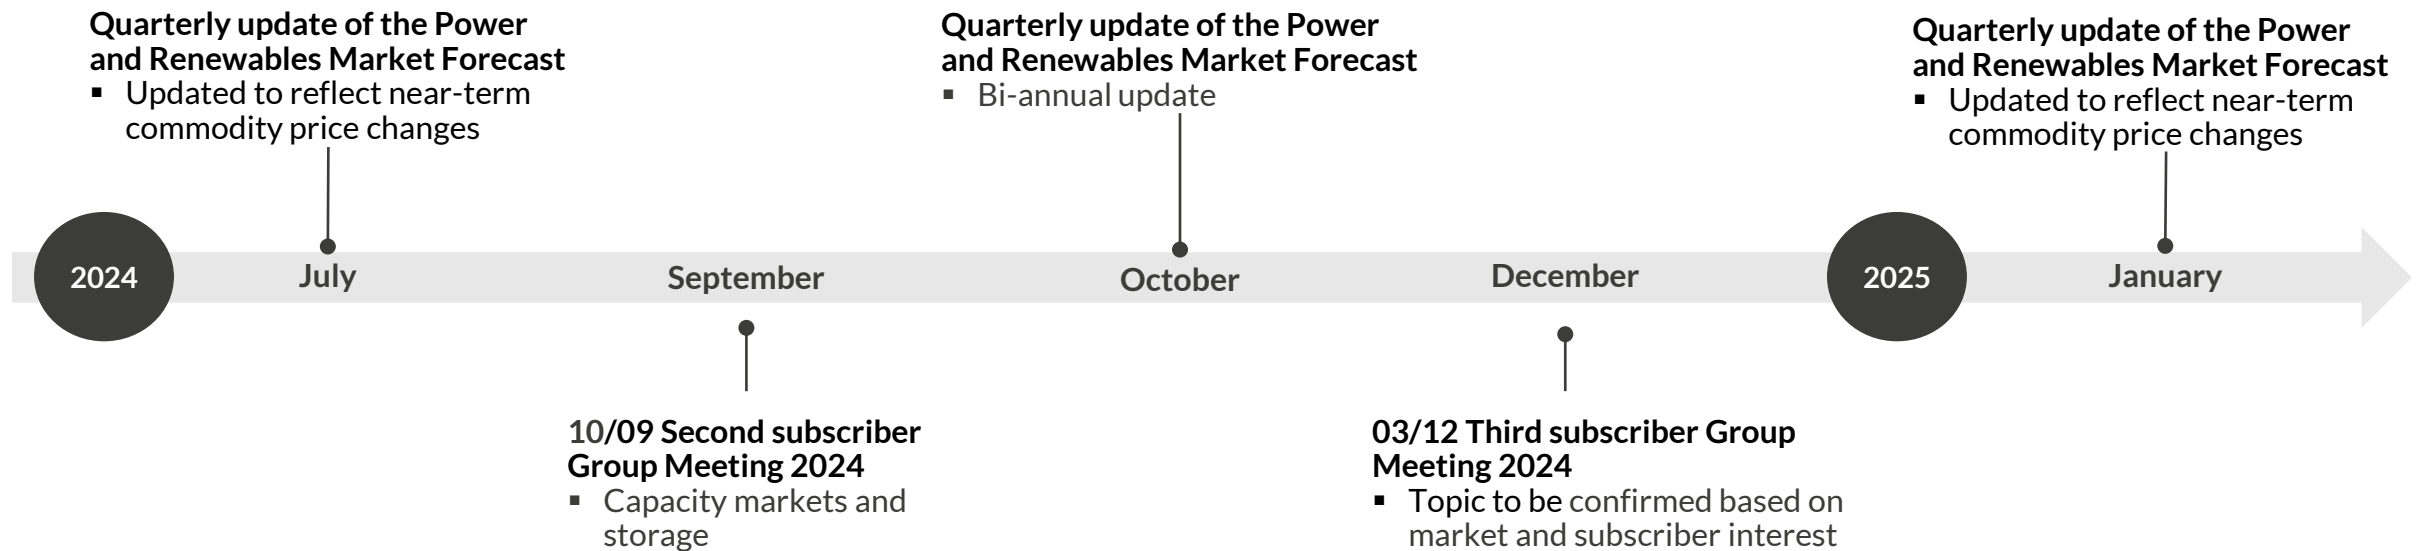 Quarterly update of the Power
and Renewables Market Forecast
▪ Updated to reflect near-term
commodity price changes
Quarterly update of the Power
and Renewables Market Forecast
▪ Bi-annual update
Quarterly update of the Power
and Renewables Market Forecast
▪ Updated to reflect near-term
commodity price changes
2024
July
September
October
December
2025
January
10/09 Second subscriber
Group Meeting 2024
▪ Capacity markets and
storage
03/12 Third subscriber Group
Meeting 2024
▪ Topic to be confirmed based on
market and subscriber interest